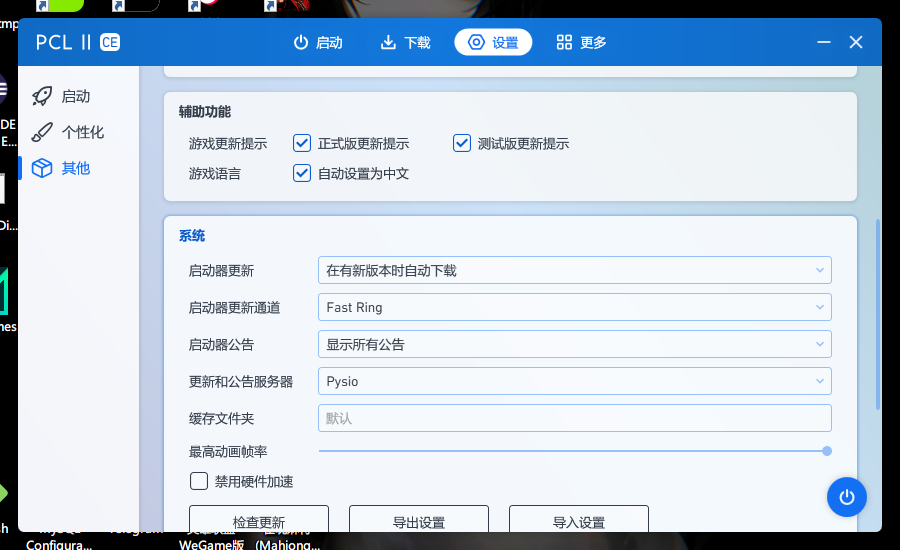 PCL II CE
启动
下载
设置
更多
启动
个性化
其他
辅助功能
游戏更新提示
正式版更新提示
测试版更新提示
游戏语言
自动设置为中文
系统
启动器更新
在有新版本时自动下载
启动器更新通道
Fast Ring
启动器公告
显示所有公告
更新和公告服务器
Pysio
缓存文件夹
默认
最高动画帧率
禁用硬件加速
检查更新
导出设置
导入设置
Configura...
WeGame版
(Mahjong...